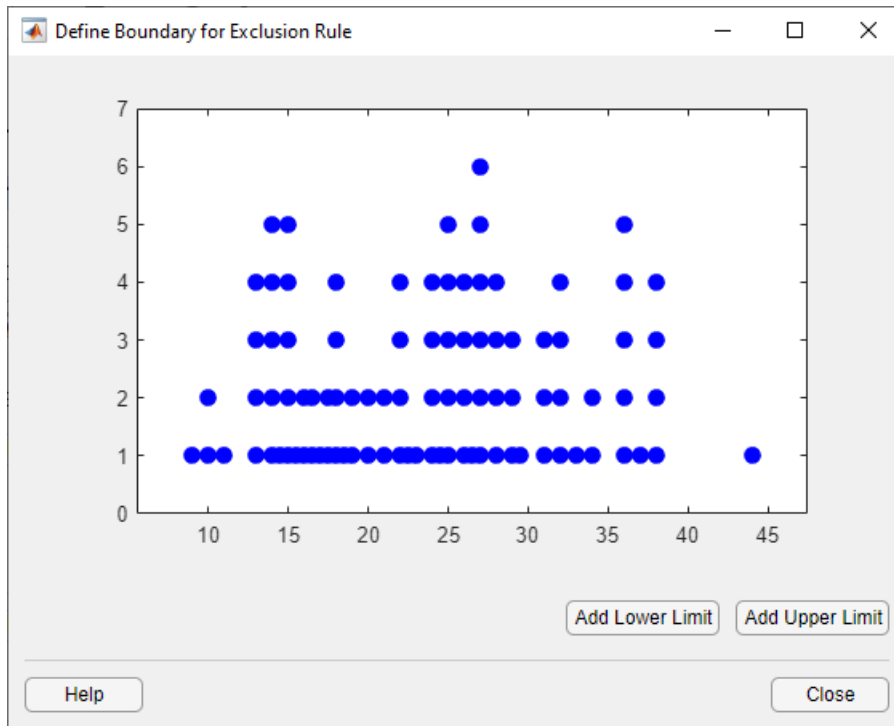 Define Boundary for Exclusion Rule
7
6
5
4
3
2
1
0
10 15 20 25 30 35 40 45
Add Lower Limit Add Upper Limit
Help Close